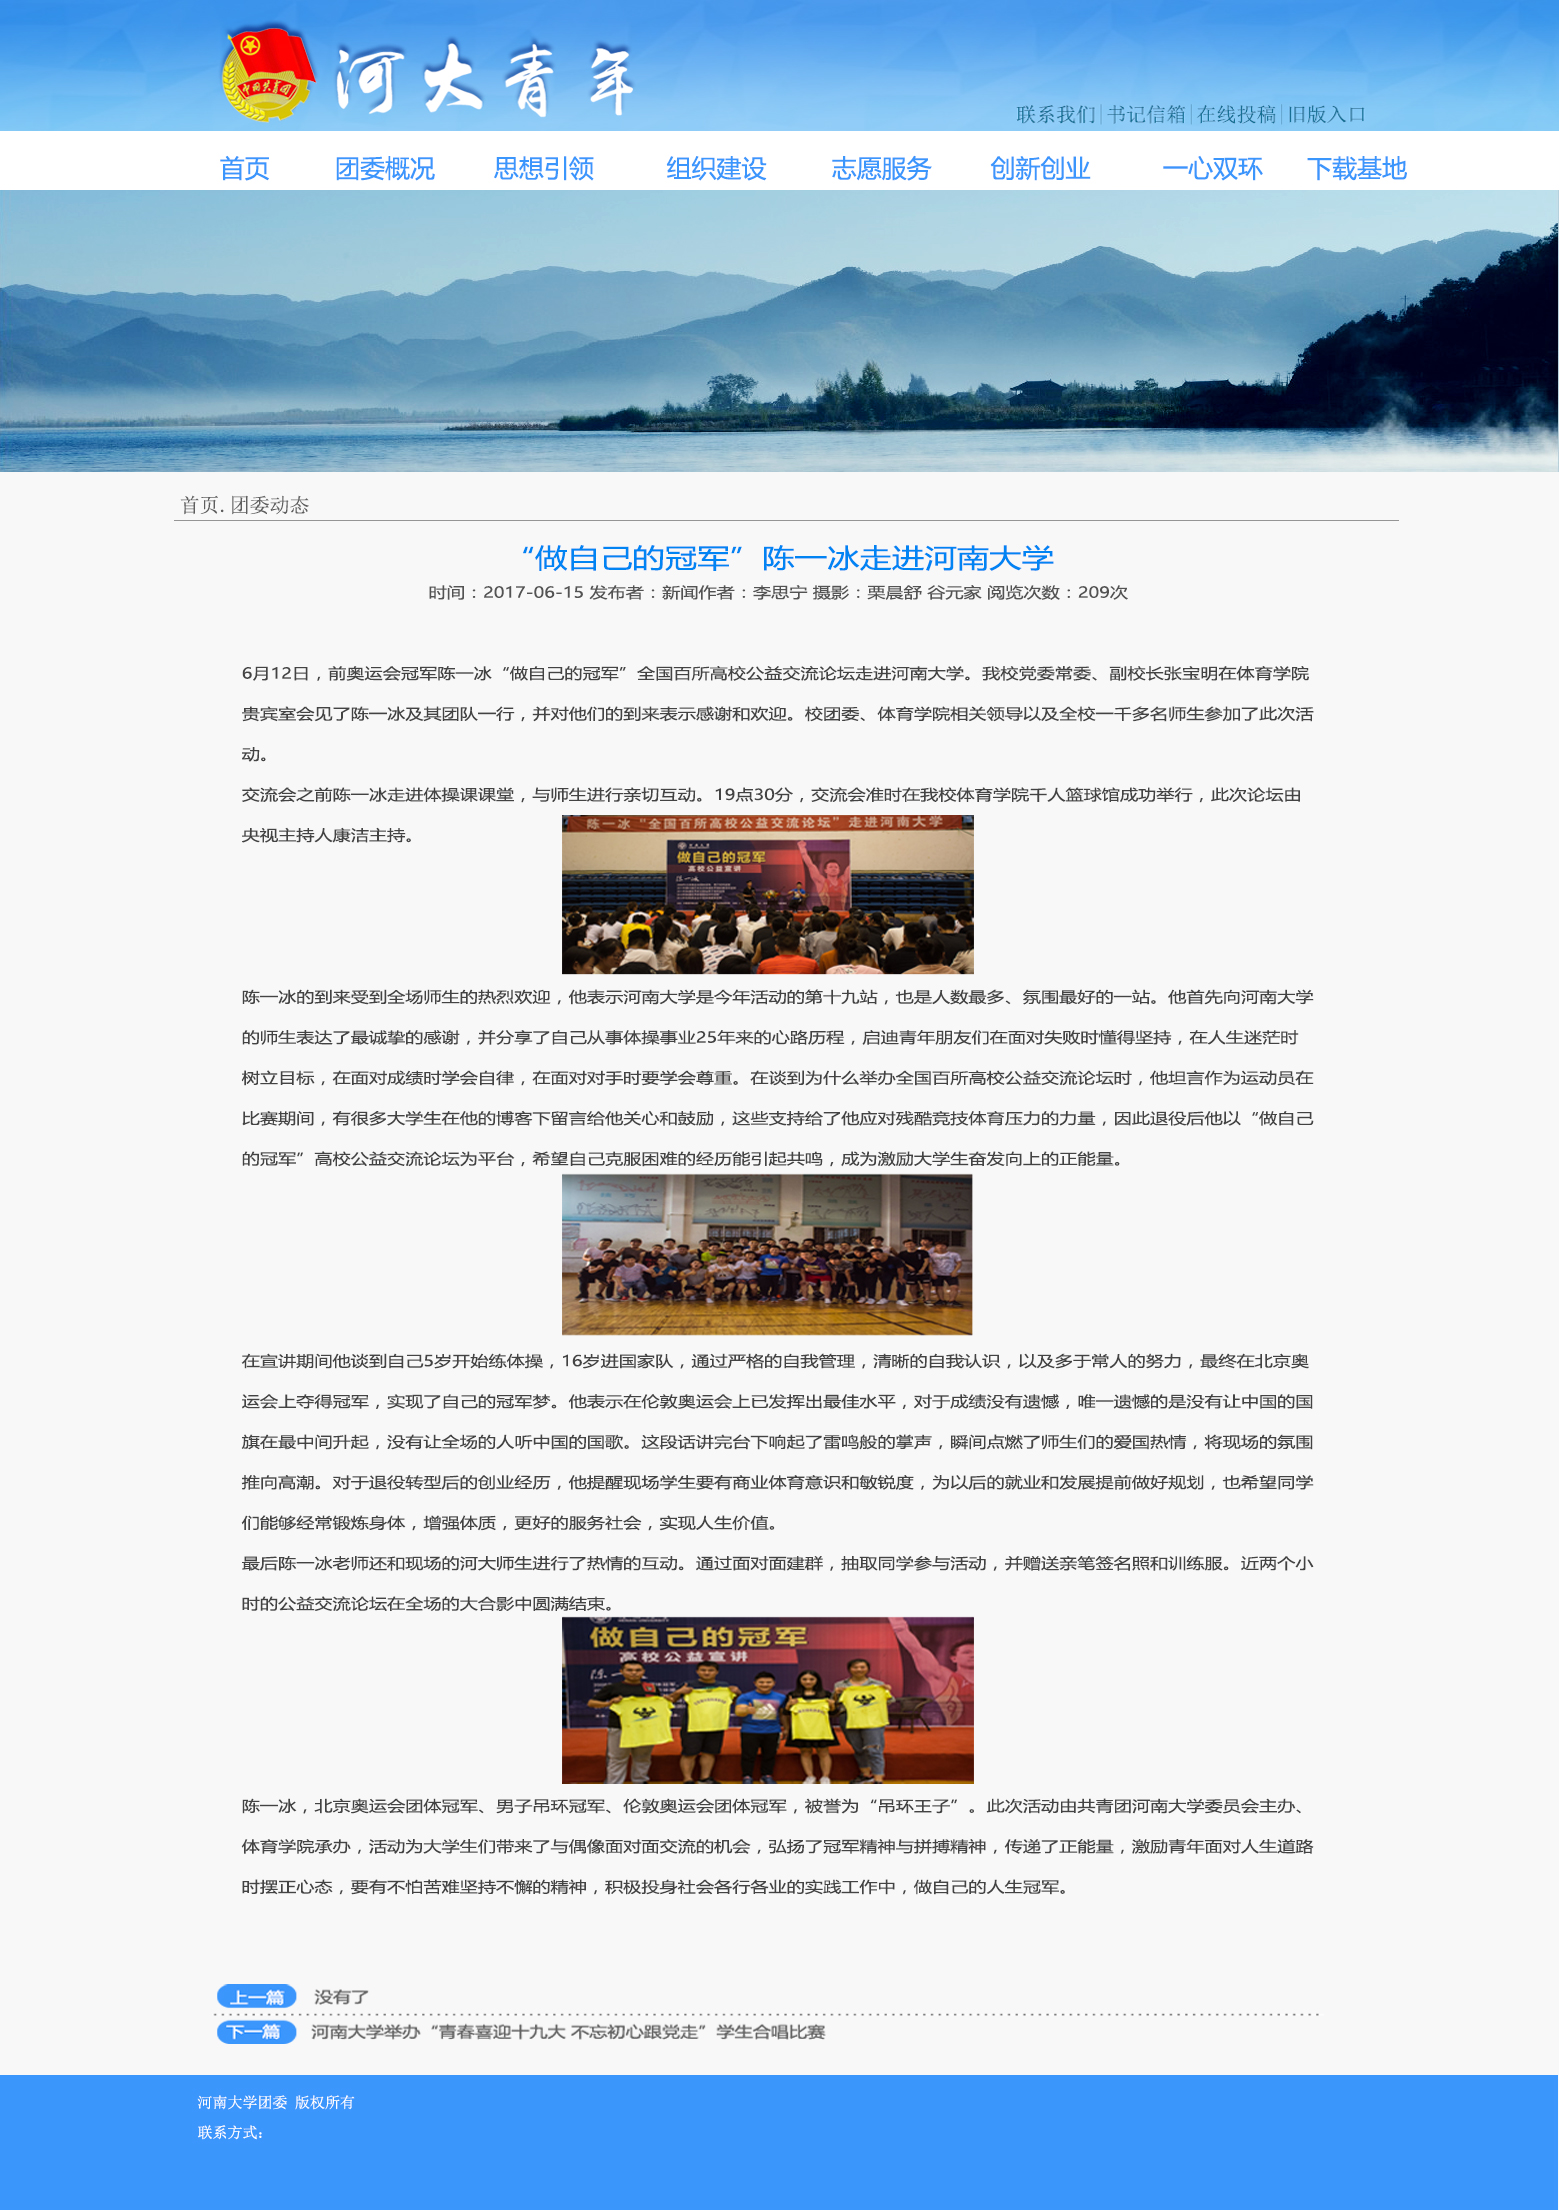 河大青年
中国共青团
联系我们 书记信箱 在线投稿 旧版入口
首页 团委概况 思想引领 组织建设 志愿服务 创新创业 一心双环 下载基地
首页. 团委动态
“做自己的冠军”陈一冰走进河南大学
时间：2017-06-15 发布者：新闻作者：李思宁 摄影：栗晨舒 谷元家 阅览次数：209次
6月12日，前奥运会冠军陈一冰“做自己的冠军”全国百所高校公益交流论坛走进河南大学。我校党委常委、副校长张宝明在体育学院
贵宾室会见了陈一冰及其团队一行，并对他们的到来表示感谢和欢迎。校团委、体育学院相关领导以及全校一千多名师生参加了此次活
动。
交流会之前陈一冰走进体操课课堂，与师生进行亲切互动。19点30分，交流会准时在我校体育学院千人篮球馆成功举行，此次论坛由
央视主持人康洁主持。
陈一冰“全国百所高校公益交流论坛”走进河南大学
做自己的冠军
高校公益宣讲
陈一冰
陈一冰的到来受到全场师生的热烈欢迎，他表示河南大学是今年活动的第十九站，也是人数最多、氛围最好的一站。他首先向河南大学
的师生表达了最诚挚的感谢，并分享了自己从事体操事业25年来的心路历程，启迪青年朋友们在面对失败时懂得坚持，在人生迷茫时
树立目标，在面对成绩时学会自律，在面对对手时要学会尊重。在谈到为什么举办全国百所高校公益交流论坛时，他坦言作为运动员在
比赛期间，有很多大学生在他的博客下留言给他关心和鼓励，这些支持给了他应对残酷竞技体育压力的力量，因此退役后他以“做自己
的冠军”高校公益交流论坛为平台，希望自己克服困难的经历能引起共鸣，成为激励大学生奋发向上的正能量。
在宣讲期间他谈到自己5岁开始练体操，16岁进国家队，通过严格的自我管理，清晰的自我认识，以及多于常人的努力，最终在北京奥
运会上夺得冠军，实现了自己的冠军梦。他表示在伦敦奥运会上已发挥出最佳水平，对于成绩没有遗憾，唯一遗憾的是没有让中国的国
旗在最中间升起，没有让全场的人听中国的国歌。这段话讲完台下响起了雷鸣般的掌声，瞬间点燃了师生们的爱国热情，将现场的氛围
推向高潮。对于退役转型后的创业经历，他提醒现场学生要有商业体育意识和敏锐度，为以后的就业和发展提前做好规划，也希望同学
们能够经常锻炼身体，增强体质，更好的服务社会，实现人生价值。
最后陈一冰老师还和现场的河大师生进行了热情的互动。通过面对面建群，抽取同学参与活动，并赠送亲笔签名照和训练服。近两个小
时的公益交流论坛在全场的大合影中圆满结束。
做自己的冠军
高校公益宣讲
陈一冰，北京奥运会团体冠军、男子吊环冠军、伦敦奥运会团体冠军，被誉为“吊环王子”。此次活动由共青团河南大学委员会主办、
体育学院承办，活动为大学生们带来了与偶像面对面交流的机会，弘扬了冠军精神与拼搏精神，传递了正能量，激励青年面对人生道路
时摆正心态，要有不怕苦难坚持不懈的精神，积极投身社会各行各业的实践工作中，做自己的人生冠军。
上一篇 没有了
下一篇 河南大学举办“青春喜迎十九大 不忘初心跟党走”学生合唱比赛
河南大学团委 版权所有
联系方式: